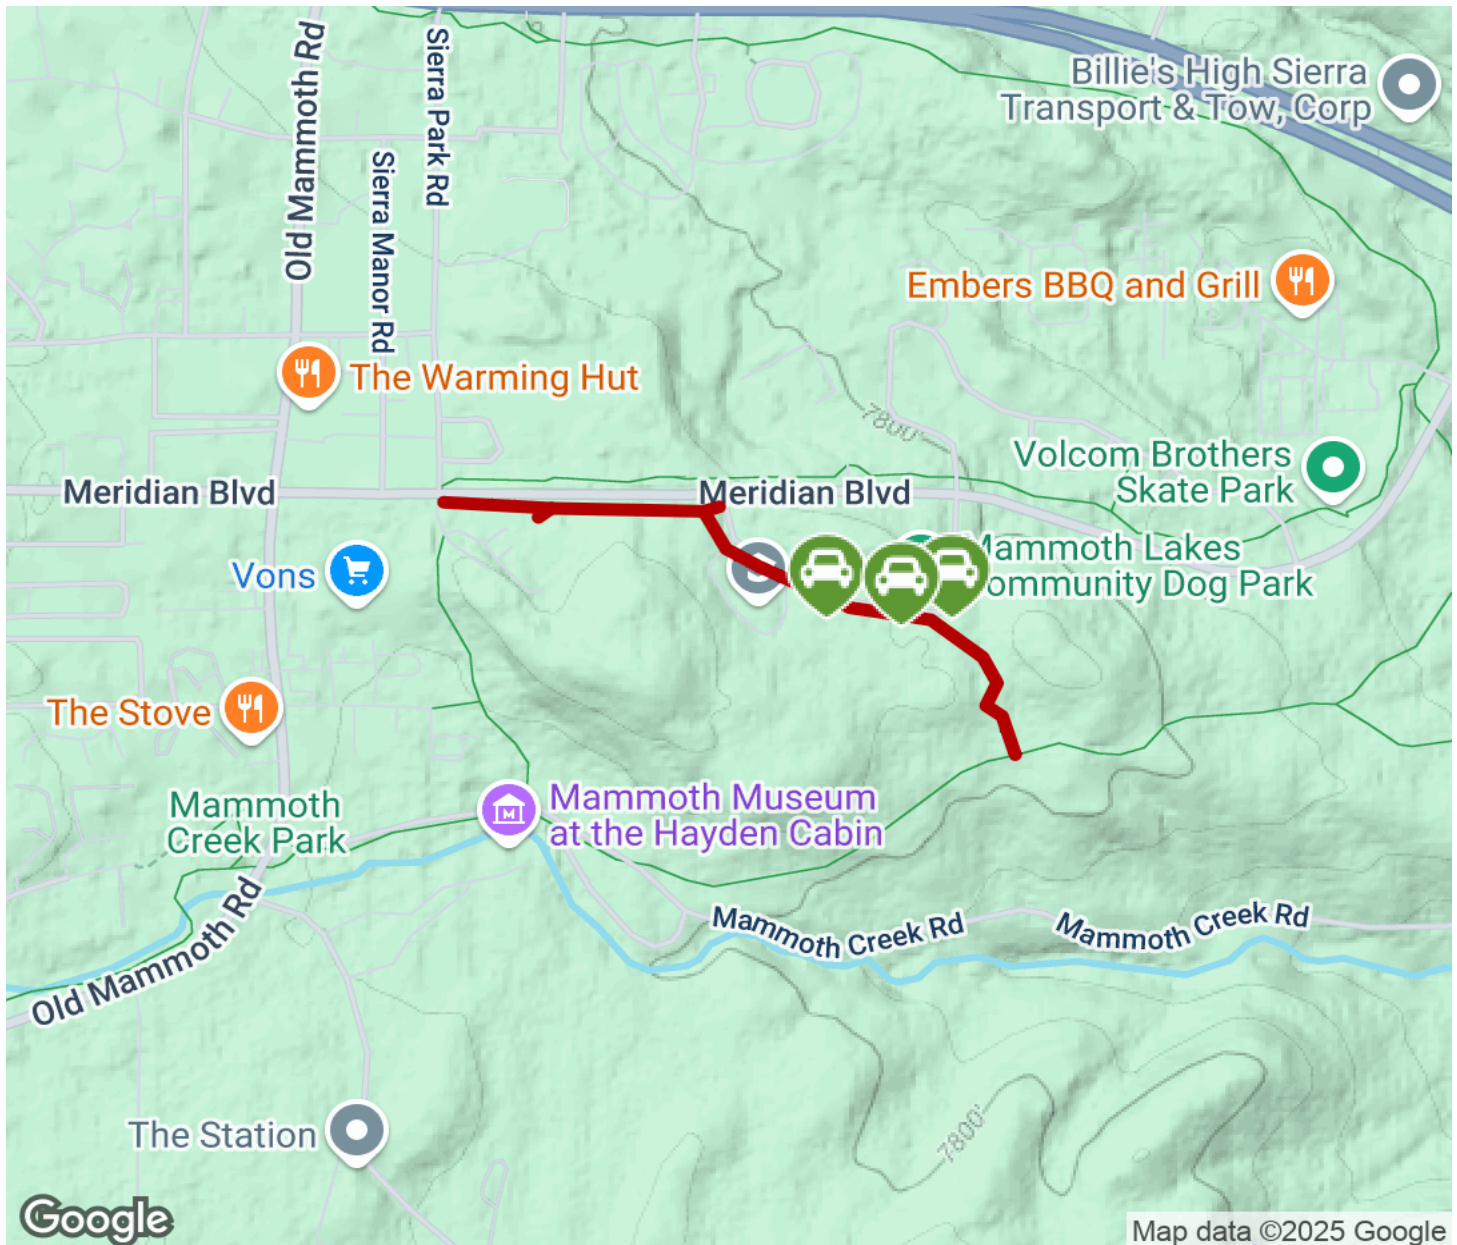 Old Mammoth Rd
Sierra Park Rd
Sierra Manor Rd
Billie's High Sierra
Transport & Tow, Corp
Embers BBQ and Grill
The Warming Hut
7800'
Volcom Brothers
Skate Park
Meridian Blvd
Meridian Blvd
Mammoth Lakes
ommunity Dog Park
Vons
The Stove
Mammoth
Creek Park
Mammoth Museum
at the Hayden Cabin
M
Old Mammoth Rd
Mammoth Creek Rd
Mammoth Creek Rd
The Station
7800'
Google
Map data ©2025 Google